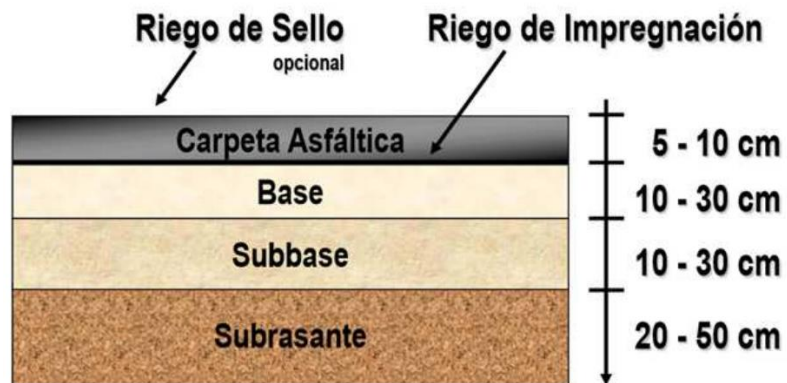 Riego de Sello
opcional
Riego de Impregnación
Carpeta Asfáltica
5 - 10 cm
Base
10 - 30 cm
Subbase
10 - 30 cm
Subrasante
20 - 50 cm